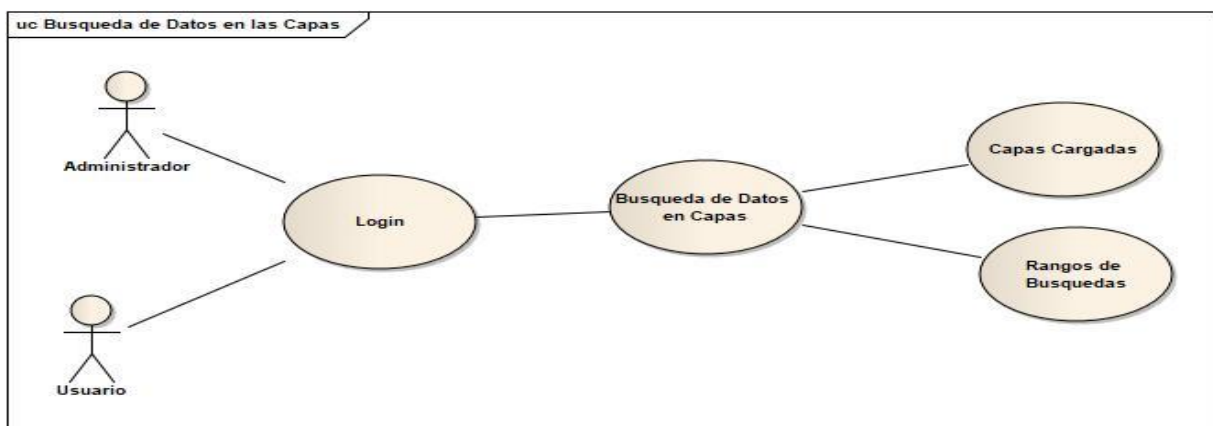 uc Busqueda de Datos en las Capas
Administrador
Login
Busqueda de Datos
en Capas
Capas Cargadas
Rangos de
Busquedas
Usuario